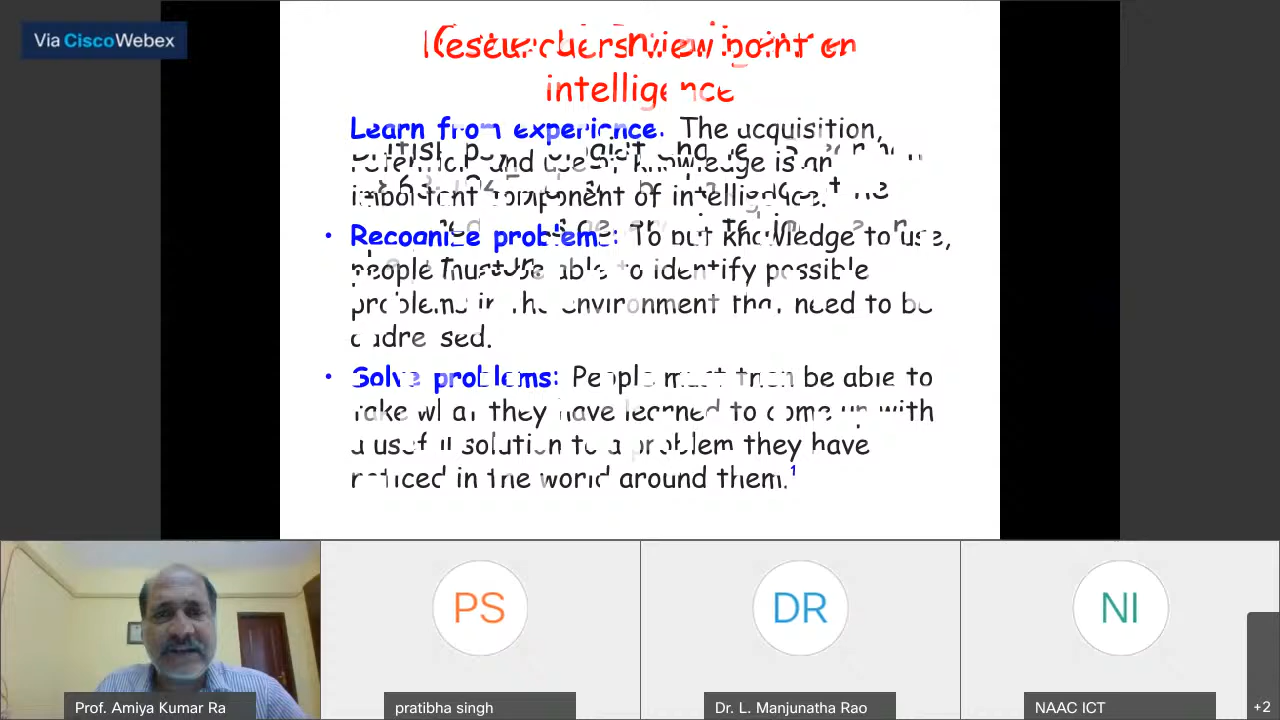 Via Cisco Webex
Researchers view point on
intelligence
Learn from experience: The acquisition,
retention and use of knowledge is an
important component of intelligence.
• Recognize problems: To put knowledge to use,
people must be able to identify possible
problems in the environment that need to be
addressed.
• Solve problems: People must then be able to
take what they have learned to come up with
a useful solution to a problem they have
noticed in the world around them.1
PS
DR
NI
Prof. Amiya Kumar Ra
pratibha singh
Dr. L. Manjunatha Rao
NAAC ICT
+2